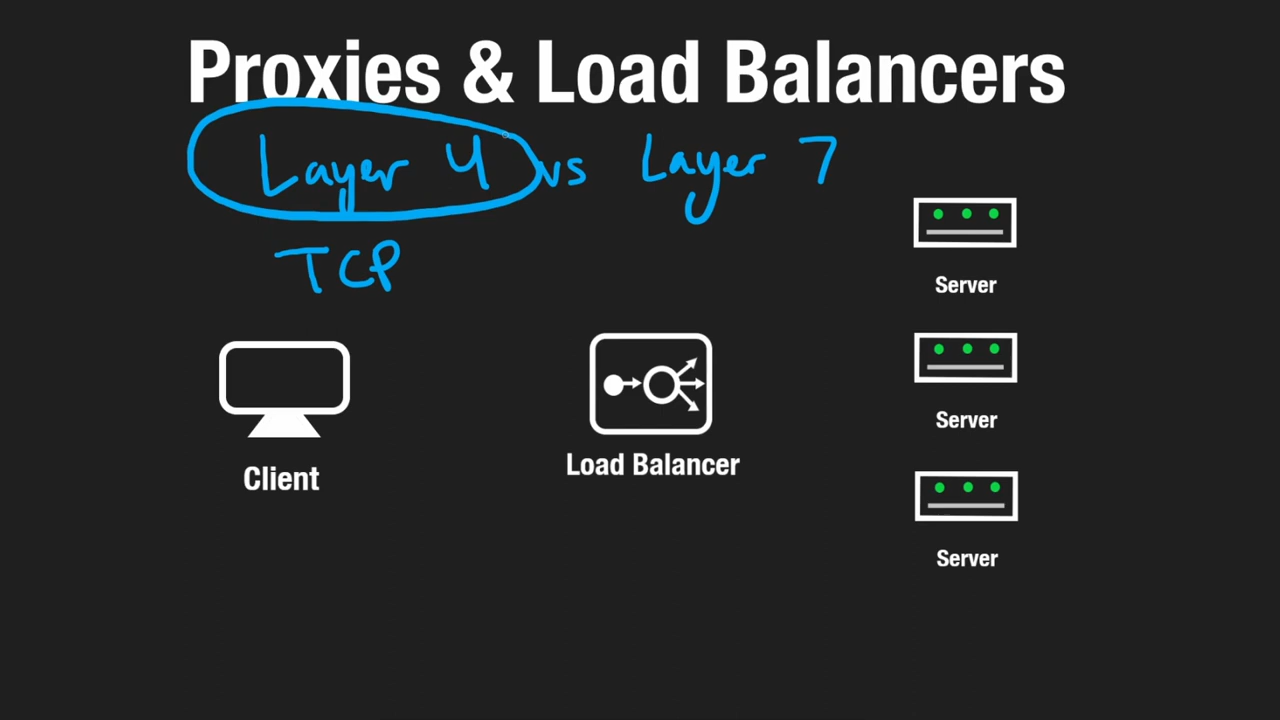 Proxies & Load Balancers
Layer 4 vs Layer 7
TCP
Server
Server
Server
Client
Load Balancer